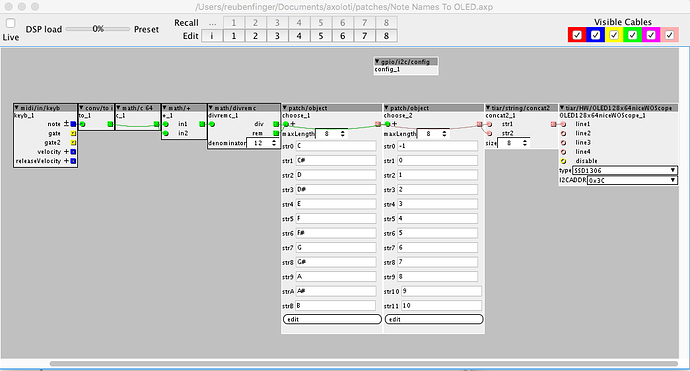 /Users/reubenfinger/Documents/axoloti/patches/Note Names To OLED.axp
Live
DSP load
0%
Preset
Recall ... 1 2 3 4 5 6 7 8
Edit i 1 2 3 4 5 6 7 8
Visible Cables
gpio/i2c/config
config_1
midi/in/keyb
keyb_1
note
gate
gate2
velocity
releaseVelocity
conv/to i
to_1
math/c 64
c_1
math/+
+_1
in1
in2
math/divremc
divremc_1
div
rem
denominator 12
patch/object
choose_1
+
maxLength 8
str0 C
str1 C#
str2 D
str3 D#
str4 E
str5 F
str6 F#
str7 G
str8 G#
str9 A
strA A#
strB B
edit
patch/object
choose_2
+
maxLength 8
str0 -1
str1 0
str2 1
str3 2
str4 3
str5 4
str6 5
str7 6
str8 7
str9 8
str10 9
str11 10
edit
tiar/string/concat2
concat2_1
str1
str2
size 8
tiar/HW/OLED128x64niceWOScope
OLED128x64niceWOScope_1
line1
line2
line3
line4
disable
type SSD1306
I2CADDR 0x3C